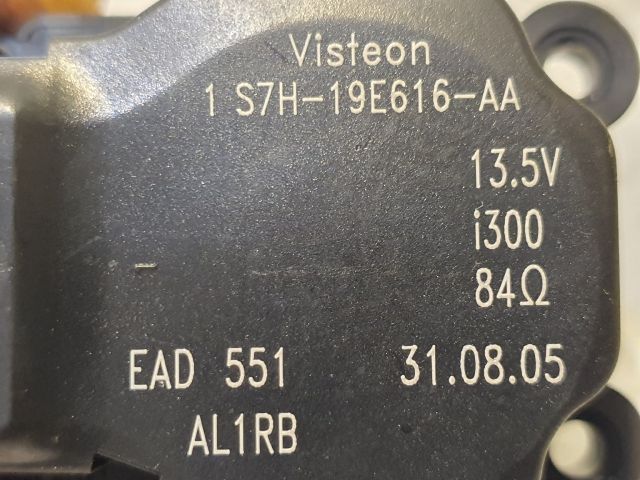 Visteon
1 S7H-19E616-AA
13.5V
i300
84Ω
-
EAD 551 31.08.05
AL1RB